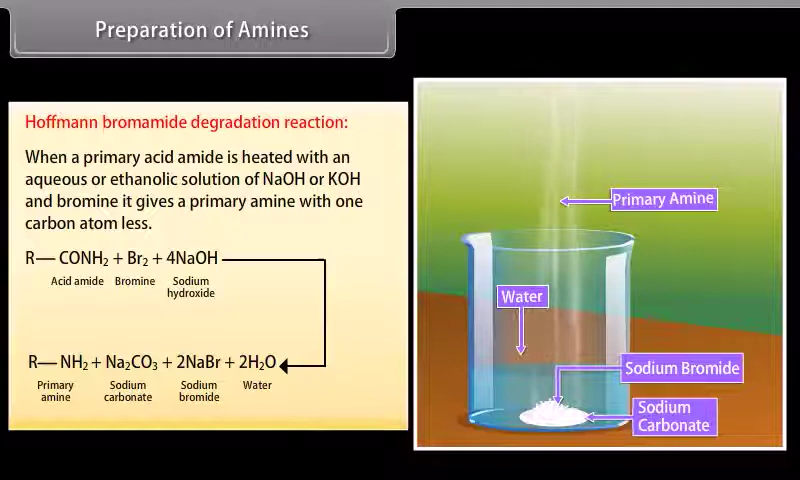 Preparation of Amines
Hoffmann bromamide degradation reaction:
When a primary acid amide is heated with an
aqueous or ethanolic solution of NaOH or KOH
and bromine it gives a primary amine with one
carbon atom less.
R— CONH₂ + Br₂ + 4NaOH
Acid amide Bromine Sodium
hydroxide
R— NH₂ + Na₂CO₃ + 2NaBr + 2H₂O
Primary Sodium Sodium Water
amine carbonate bromide
Primary Amine
Water
Sodium Bromide
Sodium
Carbonate